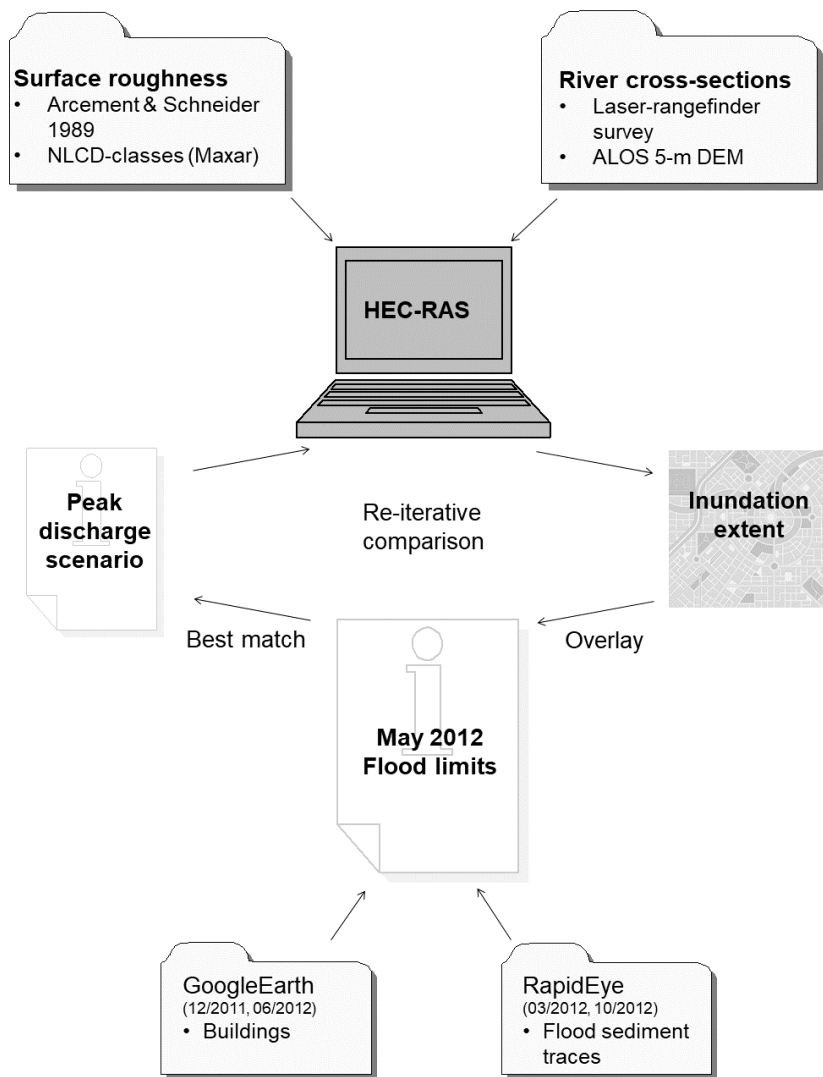 Surface roughness
• Arcement & Schneider
1989
• NLCD-classes (Maxar)
River cross-sections
• Laser-rangefinder
survey
• ALOS 5-m DEM
HEC-RAS
Peak
discharge
scenario
Re-iterative
comparison
Inundation
extent
Best match
Overlay
May 2012
Flood limits
GoogleEarth
(12/2011, 06/2012)
• Buildings
RapidEye
(03/2012, 10/2012)
• Flood sediment
traces